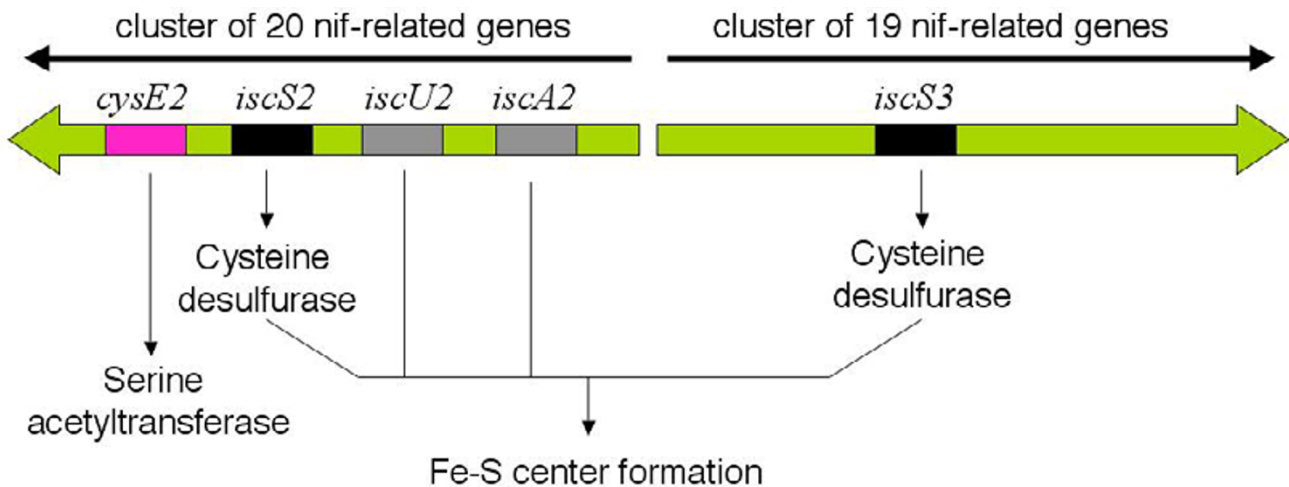 cluster of 20 nif-related genes
cluster of 19 nif-related genes
cysE2
iscS2
iscU2
iscA2
iscS3
Cysteine
desulfurase
Cysteine
desulfurase
Serine
acetyltransferase
Fe-S center formation